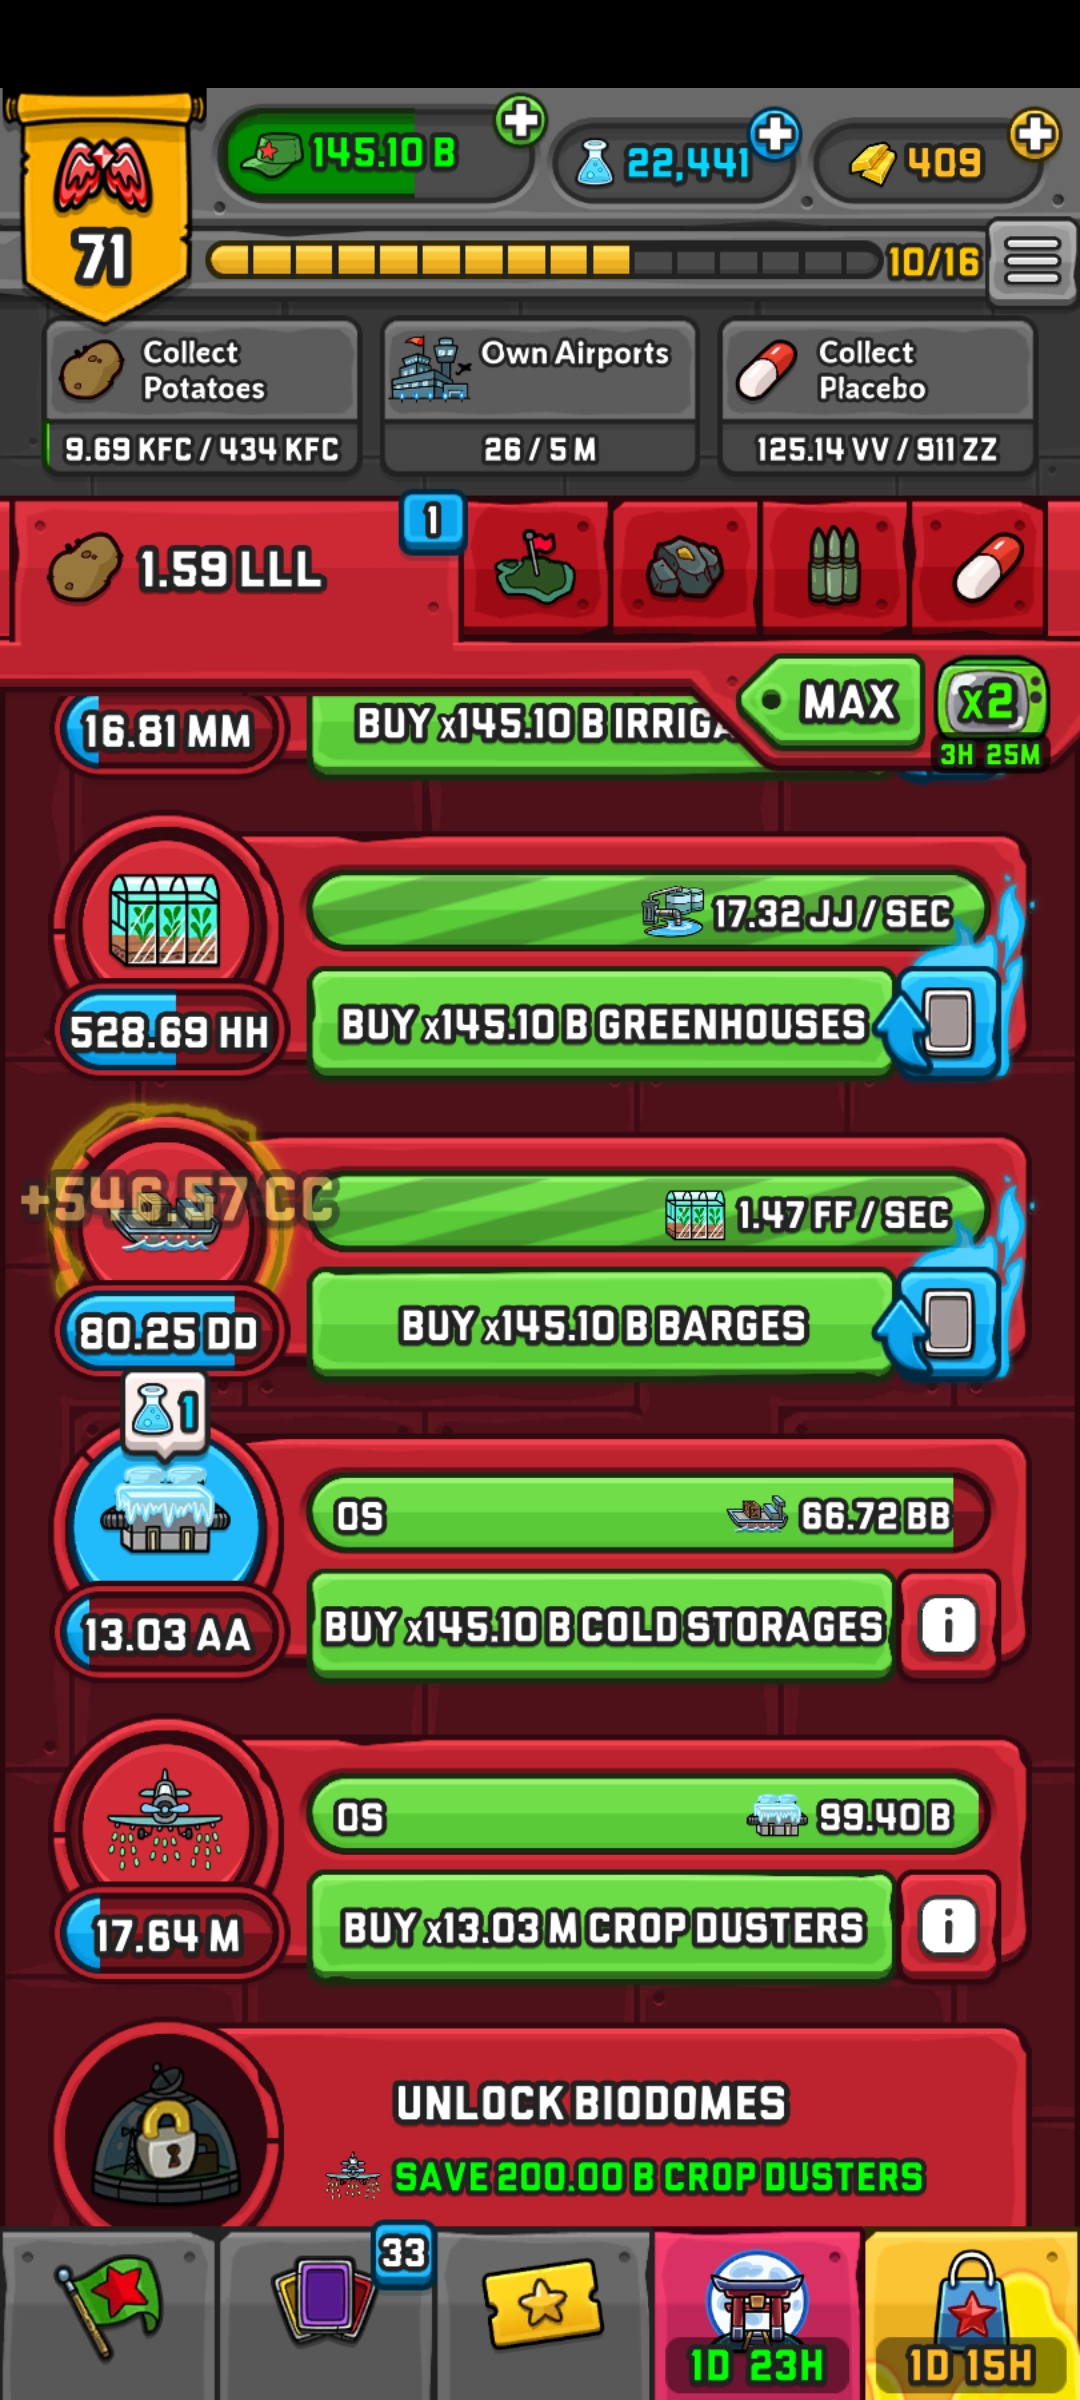 71
145.10 B
22,441
409
10/16
Collect
Potatoes
9.69 KFC / 434 KFC
Own Airports
26 / 5 M
Collect
Placebo
125.14 VV / 911 ZZ
1.59 LLL
1
MAX
x2
3H 25M
16.81 MM
BUY x145.10 B IRRIGA
17.32 JJ / SEC
528.69 HH
BUY x145.10 B GREENHOUSES
+546.57 CC
1.47 FF / SEC
80.25 DD
BUY x145.10 B BARGES
1
0S
66.72 BB
13.03 AA
BUY x145.10 B COLD STORAGES
i
0S
99.40 B
17.64 M
BUY x13.03 M CROP DUSTERS
i
UNLOCK BIODOMES
SAVE 200.00 B CROP DUSTERS
33
1D 23H
1D 15H